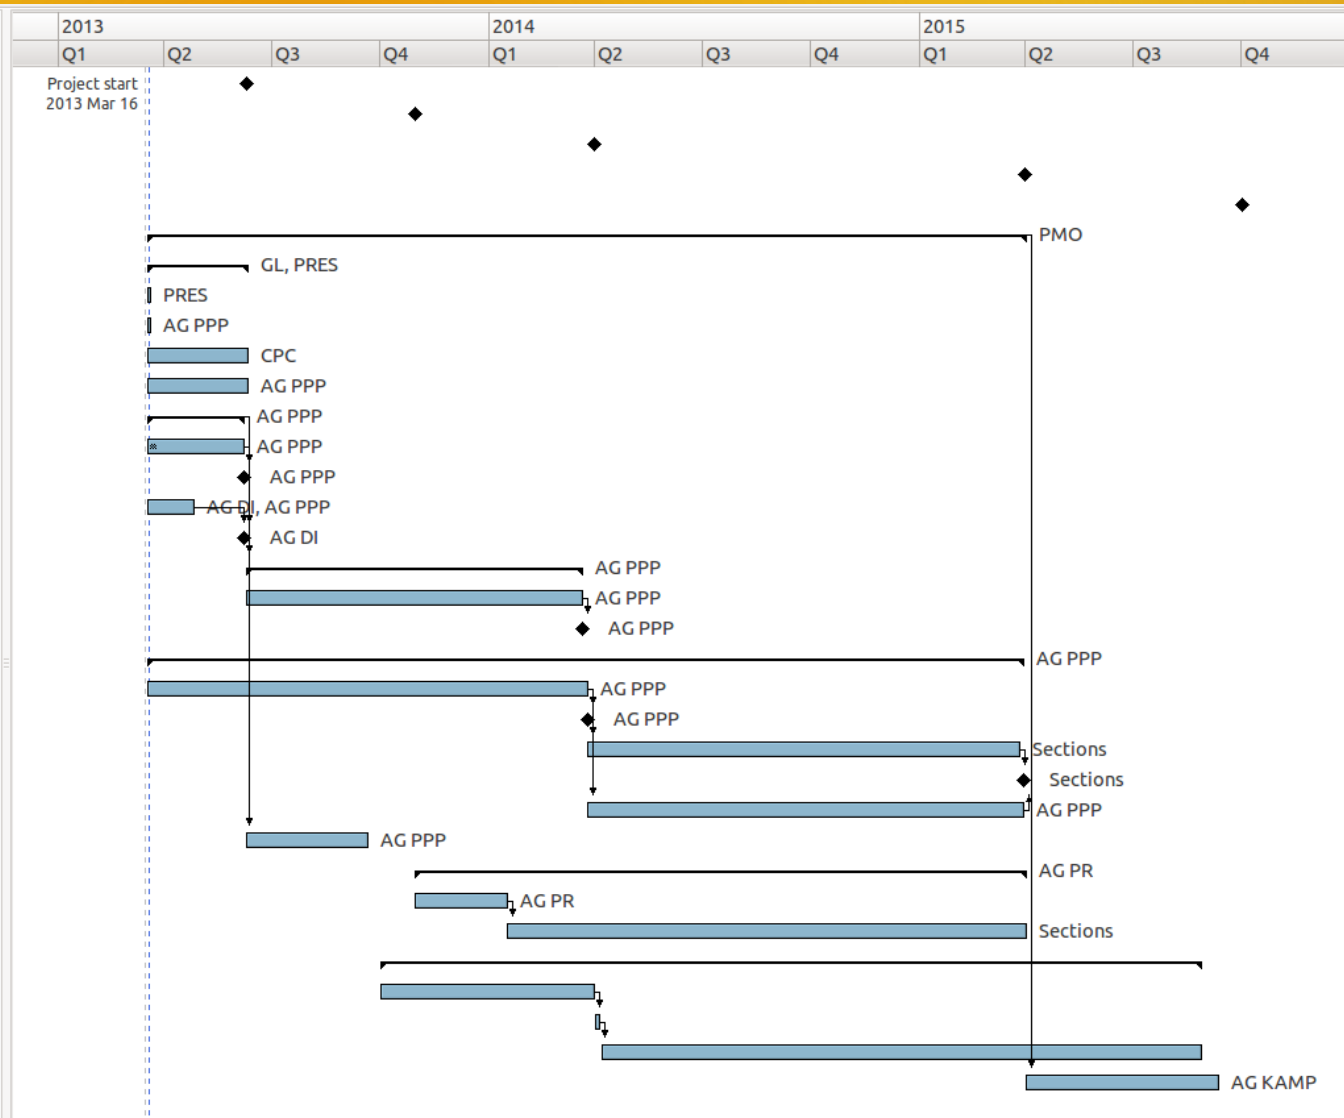 2013 2014 2015
Q1 Q2 Q3 Q4 Q1 Q2 Q3 Q4 Q1 Q2 Q3 Q4
Project start
2013 Mar 16
PMO
GL, PRES
PRES
AG PPP
CPC
AG PPP
AG PPP
AG PPP
AG PPP
AG DI, AG PPP
AG DI
AG PPP
AG PPP
AG PPP
AG PPP
AG PPP
AG PPP
Sections
Sections
AG PPP
AG PPP
AG PR
AG PR
Sections
AG KAMP